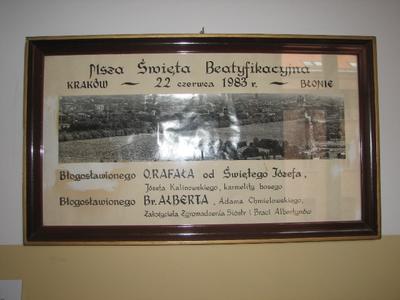 Msza Święta Beatyfikacyjna
KRAKÓW — 22 czerwca 1983 r. — BŁONIE
Błogosławionego O. RAFAŁA od Świętego Józefa,
Józefa Kalinowskiego, karmelity bosego
Błogosławionego Br. ALBERTA, Adama Chmielowskiego,
Założyciela Zgromadzenia Sióstr i Braci Albertynów